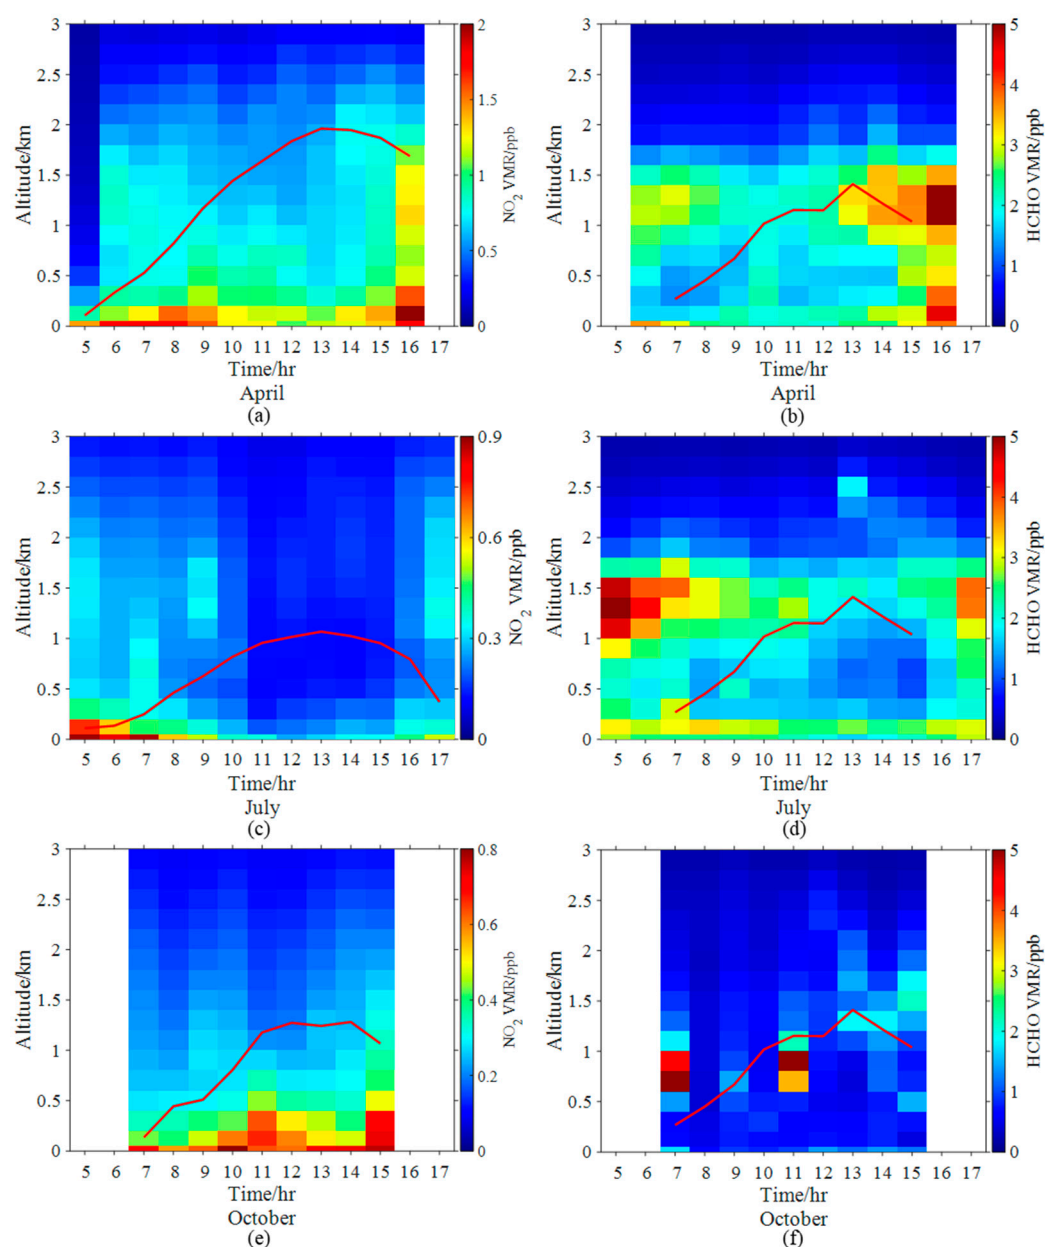 3
2.5
2
1.5
1
0.5
0
Altitude/km
5 6 7 8 9 10 11 12 13 14 15 16 17
Time/hr
April
(a)
2
1.5
1
0.5
0
NO2 VMR/ppb
3
2.5
2
1.5
1
0.5
0
Altitude/km
5 6 7 8 9 10 11 12 13 14 15 16 17
Time/hr
April
(b)
5
4
3
2
1
0
HCHO VMR/ppb
3
2.5
2
1.5
1
0.5
0
Altitude/km
5 6 7 8 9 10 11 12 13 14 15 16 17
Time/hr
July
(c)
0.9
0.6
0.3
0
NO2 VMR/ppb
3
2.5
2
1.5
1
0.5
0
Altitude/km
5 6 7 8 9 10 11 12 13 14 15 16 17
Time/hr
July
(d)
5
4
3
2
1
0
HCHO VMR/ppb
3
2.5
2
1.5
1
0.5
0
Altitude/km
5 6 7 8 9 10 11 12 13 14 15 16 17
Time/hr
October
(e)
0.8
0.6
0.4
0.2
0
NO2 VMR/ppb
3
2.5
2
1.5
1
0.5
0
Altitude/km
5 6 7 8 9 10 11 12 13 14 15 16 17
Time/hr
October
(f)
5
4
3
2
1
0
HCHO VMR/ppb